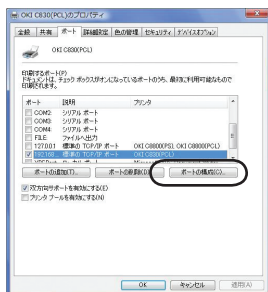 OKI C830(PCL)のプロパティ
全般 共有 ポート 詳細設定 色の管理 セキュリティ デバイスオプション
OKI C830(PCL)
印刷するポート(P)
ドキュメントは、チェック ボックスがオンになっているポートのうち、最初に利用可能なもので
印刷されます。
ポート 説明 プリンタ
COM2: シリアル ポート
COM3: シリアル ポート
COM4: シリアル ポート
FILE: ファイルへ出力
127.0.0.1 標準の TCP/IP ポート OKI C8800(PS), OKI C8800(PCL)
192.168... 標準の TCP/IP ポート OKI C830(PCL)
ポートの追加(T)... ポートの削除(D) ポートの構成(C)...
双方向サポートを有効にする(E)
プリンタ プールを有効にする(N)
OK キャンセル 適用(A)